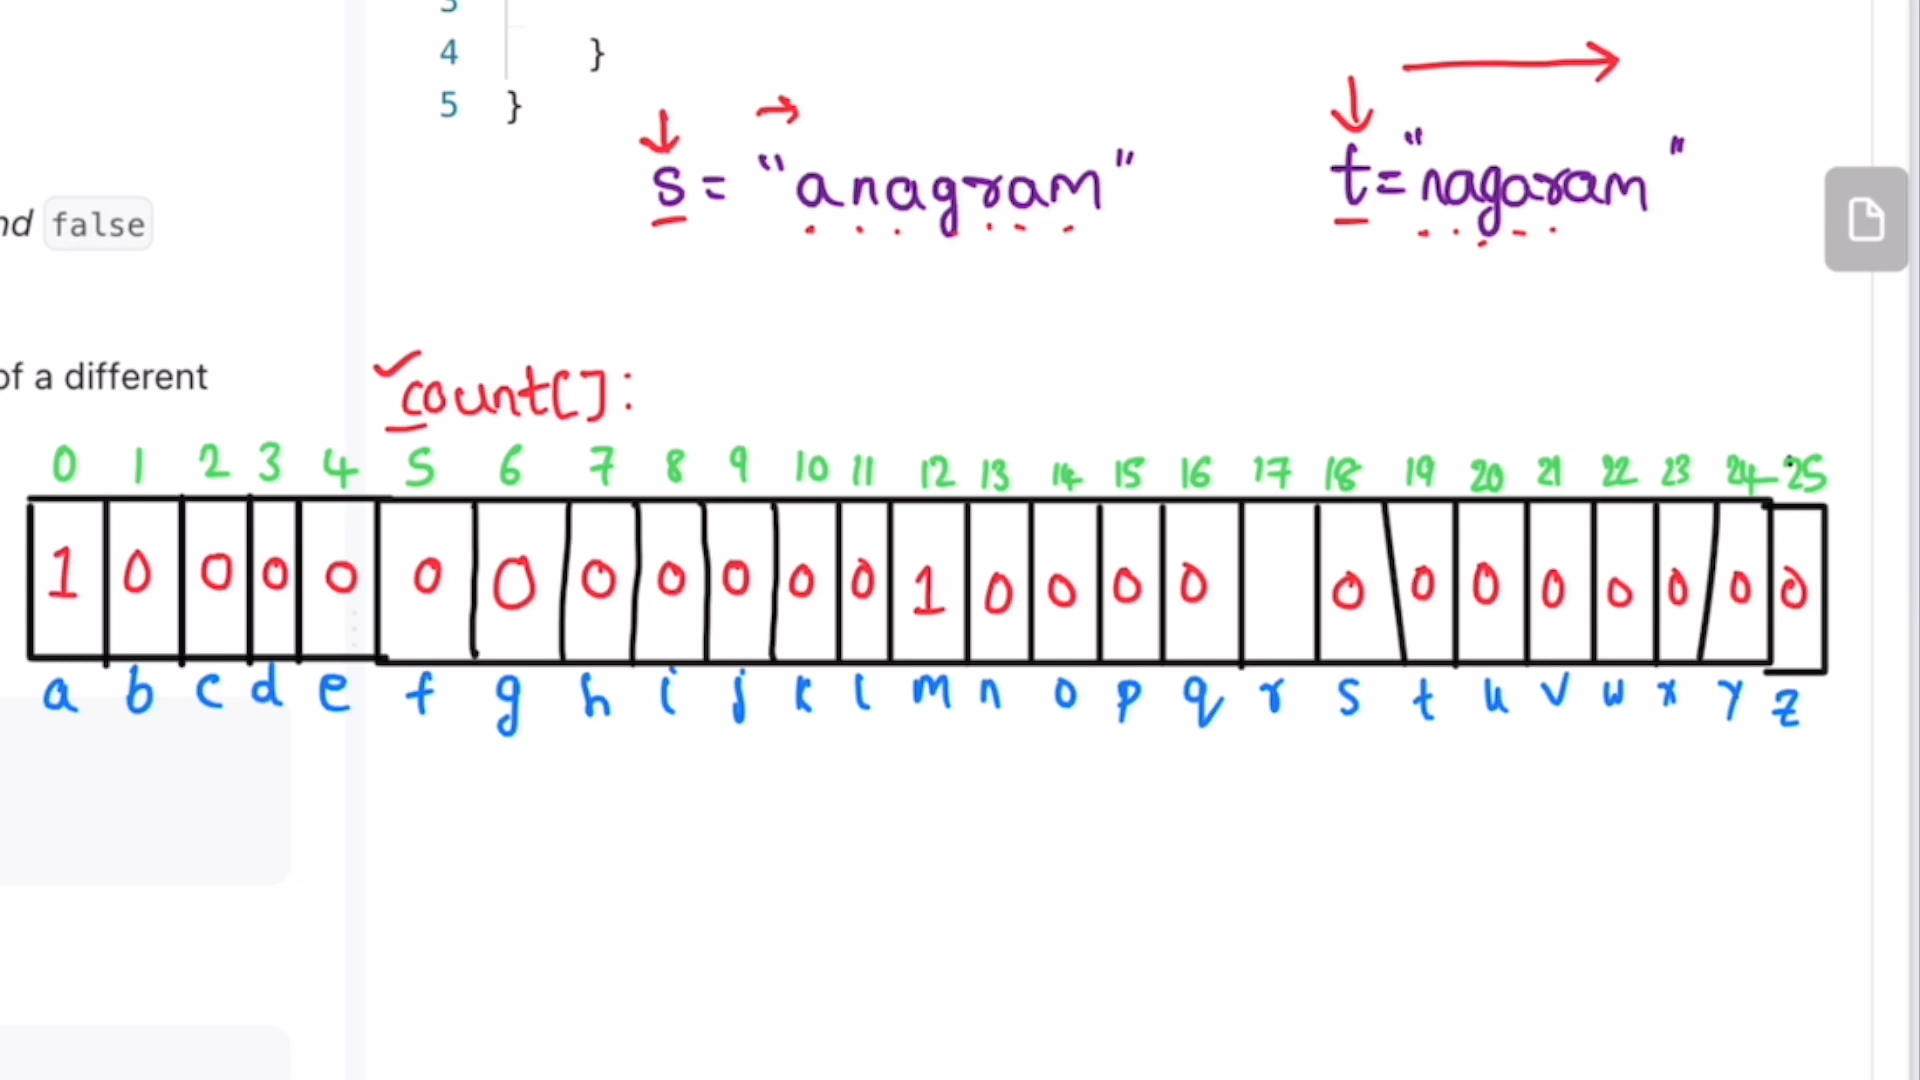 4 }
5 }
s = "anagram" t = "nagaram"
nd false
of a different
count[]:
0 1 2 3 4 5 6 7 8 9 10 11 12 13 14 15 16 17 18 19 20 21 22 23 24 25
1 0 0 0 0 0 0 0 0 0 0 0 1 0 0 0 0 0 0 0 0 0 0 0 0
a b c d e f g h i j k l m n o p q r s t u v w x y z